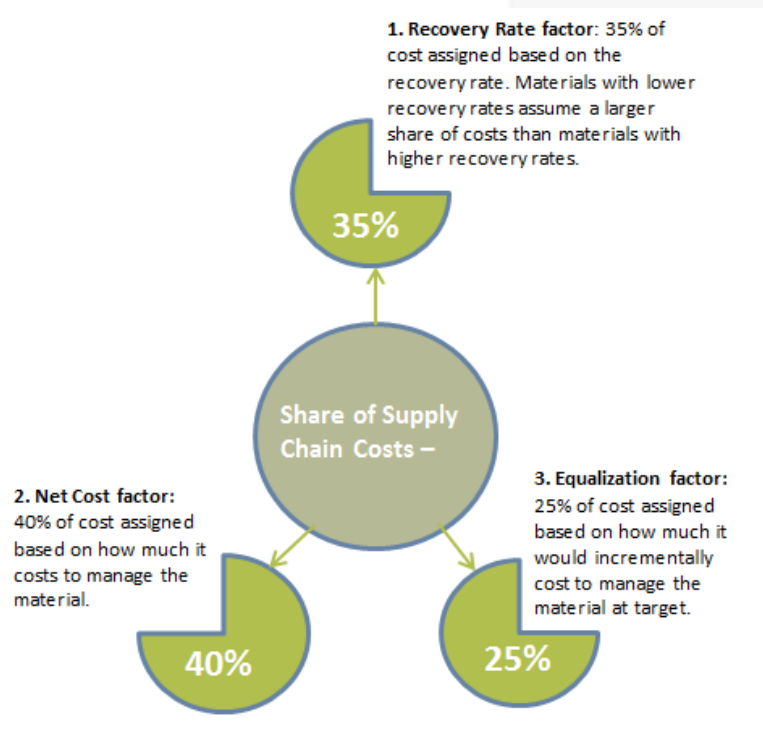 1. Recovery Rate factor: 35% of
cost assigned based on the
recovery rate. Materials with lower
recovery rates assume a larger
share of costs than materials with
higher recovery rates.
35%
Share of Supply
Chain Costs –
2. Net Cost factor:
40% of cost assigned
based on how much it
costs to manage the
material.
40%
3. Equalization factor:
25% of cost assigned
based on how much it
would incrementally
cost to manage the
material at target.
25%